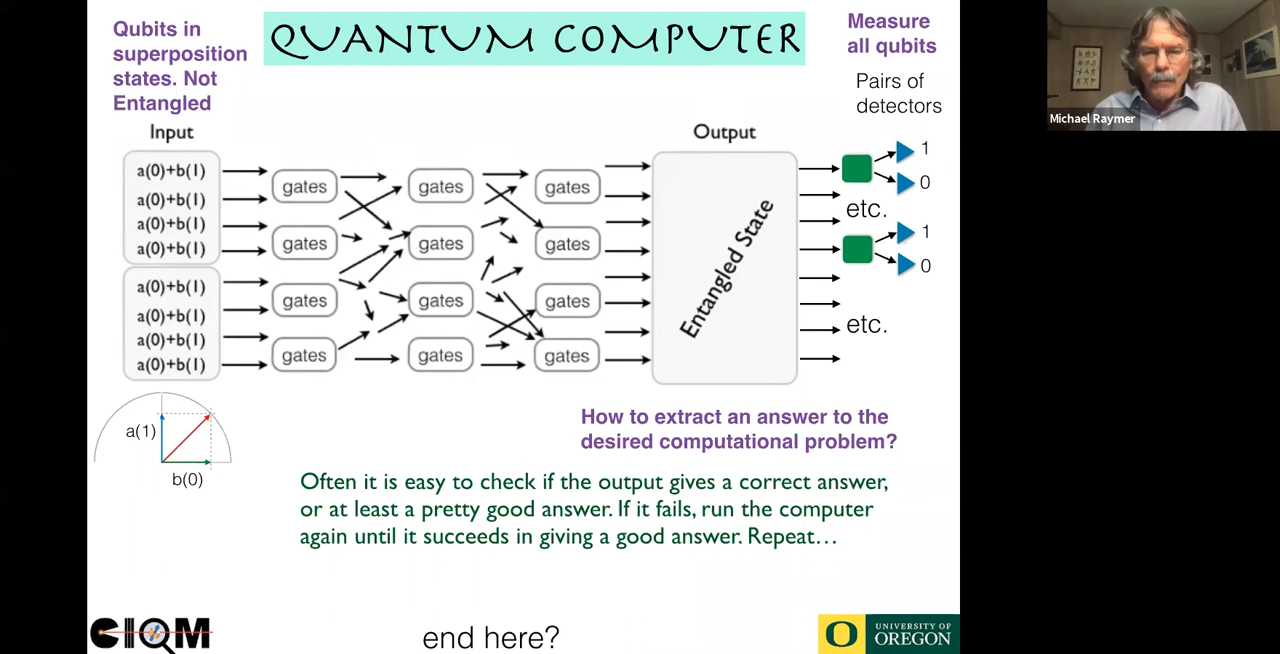 Qubits in
superposition
states. Not
Entangled
QUANTUM COMPUTER
Measure
all qubits
Pairs of
detectors
Michael Raymer
Input
Output
a(0)+b(1)
a(0)+b(1)
a(0)+b(1)
a(0)+b(1)
a(0)+b(1)
a(0)+b(1)
a(0)+b(1)
a(0)+b(1)
gates gates gates
gates gates gates
gates gates gates
gates gates gates
Entangled State
1
0
etc.
1
0
etc.
a(1)
b(0)
How to extract an answer to the
desired computational problem?
Often it is easy to check if the output gives a correct answer,
or at least a pretty good answer. If it fails, run the computer
again until it succeeds in giving a good answer. Repeat…
CIQM
end here?
O
UNIVERSITY OF
OREGON